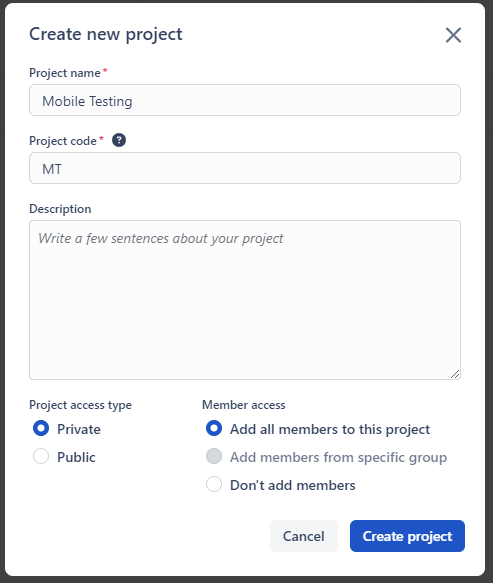 Create new project
Project name*
Mobile Testing
Project code* ?
MT
Description
Write a few sentences about your project
Project access type
Private
Public
Member access
Add all members to this project
Add members from specific group
Don't add members
Cancel
Create project